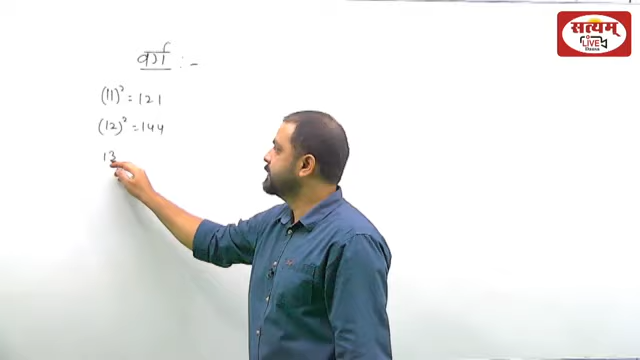 वर्ग :-
(11)² = 121
(12)² = 144
13
सत्यम्
LIVE